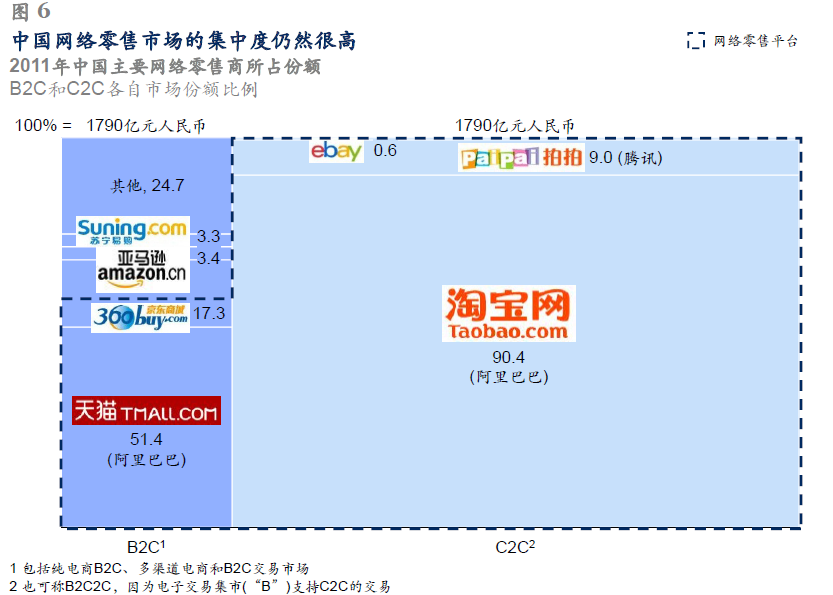 图 6
中国网络零售市场的集中度仍然很高
网络零售平台
2011年中国主要网络零售商所占份额
B2C和C2C各自市场份额比例
100% = 1790亿元人民币
1790亿元人民币
ebay 0.6
PaiPai 拍拍 9.0 (腾讯)
其他, 24.7
Suning.com
苏宁易购
3.3
亚马逊
amazon.cn
3.4
京东商城
360buy.com
17.3
淘宝网
Taobao.com
90.4
(阿里巴巴)
天猫 TMALL.COM
51.4
(阿里巴巴)
B2C1
C2C2
1 包括纯电商B2C、多渠道电商和B2C交易市场
2 也可称B2C2C，因为电子交易集市(“B”)支持C2C的交易